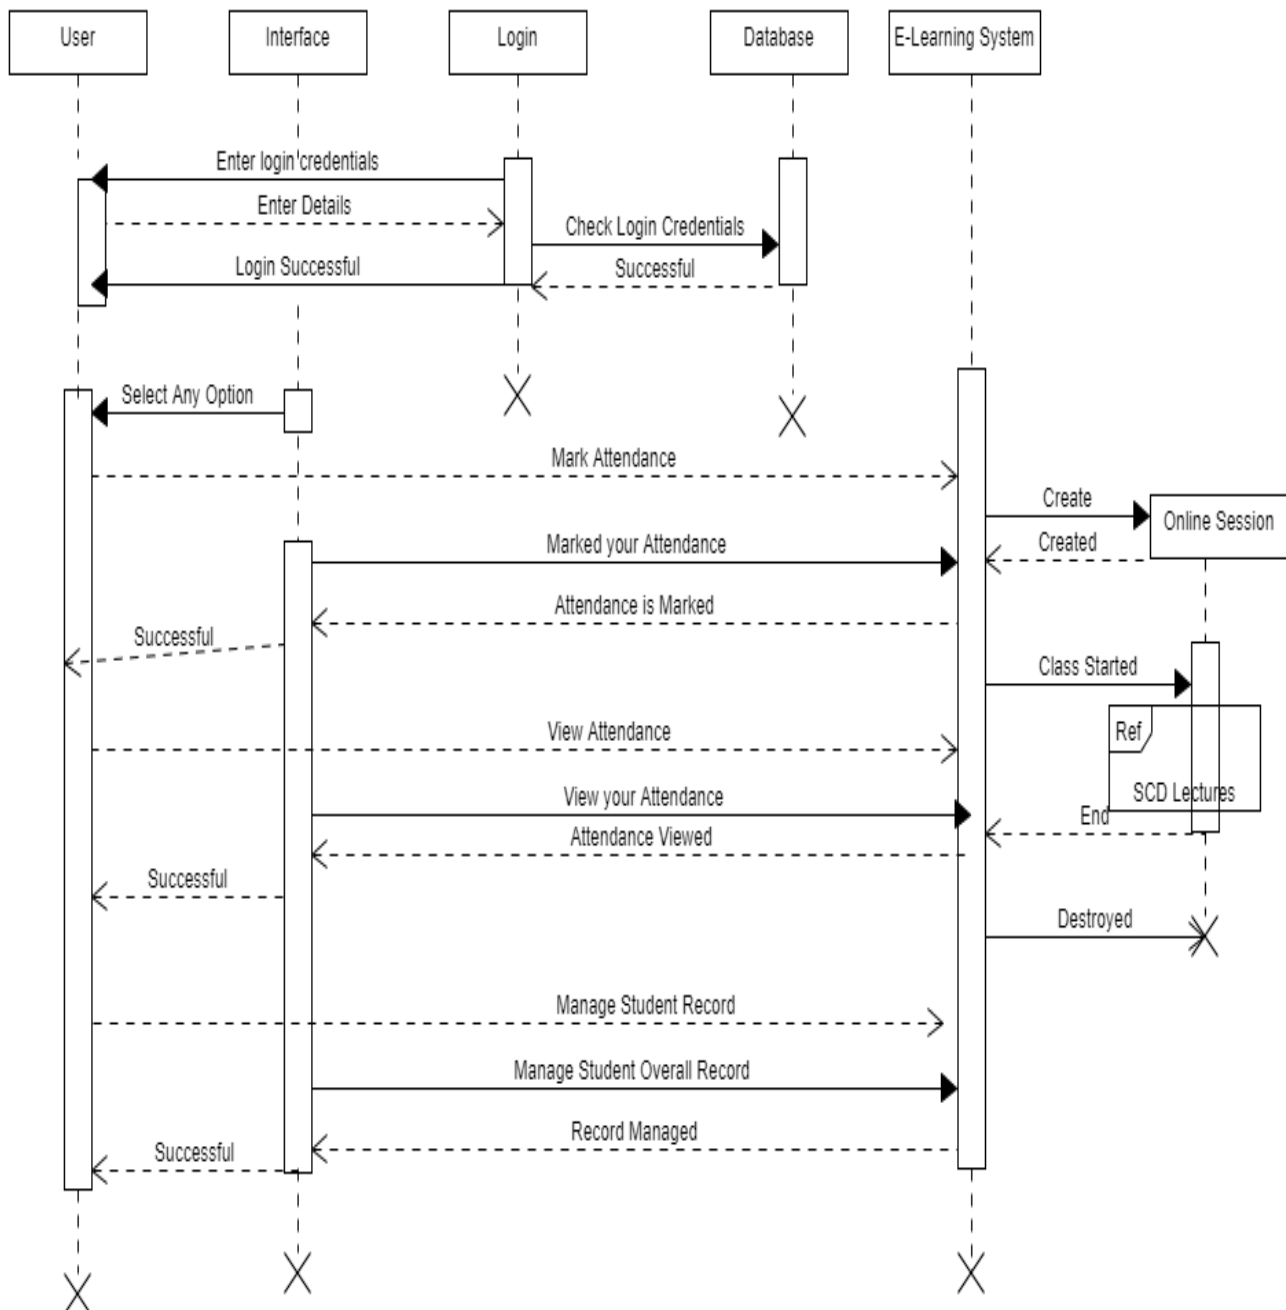 User
Interface
Login
Database
E-Learning System
Enter login credentials
Enter Details
Check Login Credentials
Login Successful
Successful
Select Any Option
Mark Attendance
Create
Online Session
Marked your Attendance
Created
Attendance is Marked
Successful
Class Started
View Attendance
Ref
View your Attendance
SCD Lectures
End
Attendance Viewed
Successful
Destroyed
Manage Student Record
Manage Student Overall Record
Record Managed
Successful